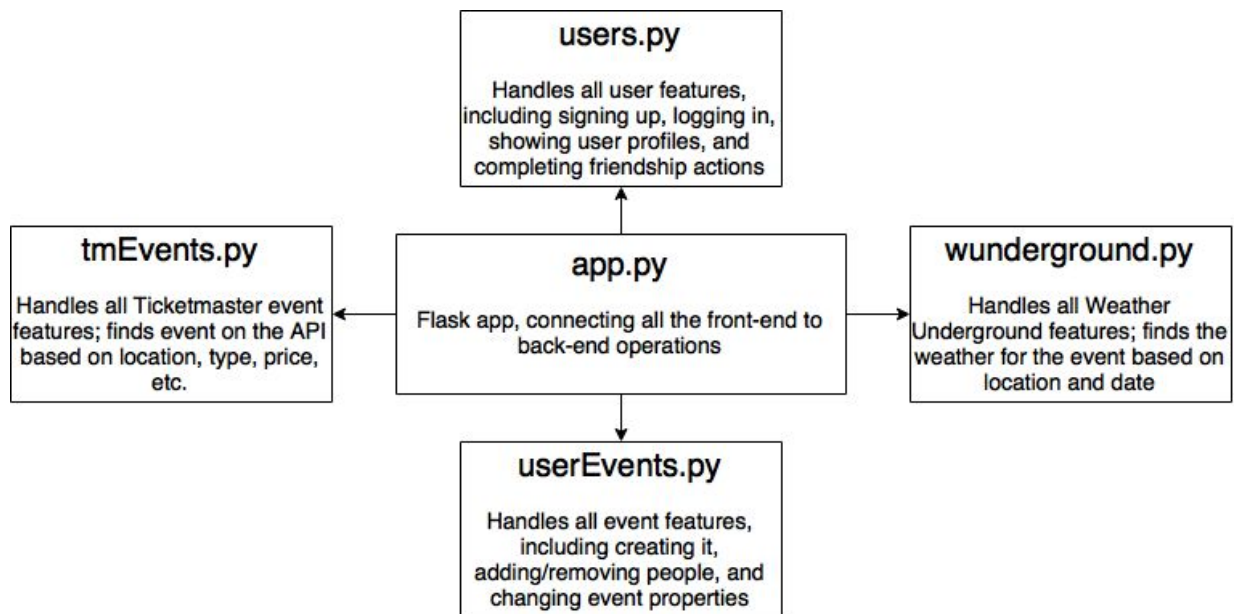 users.py
Handles all user features,
including signing up, logging in,
showing user profiles, and
completing friendship actions
tmEvents.py
Handles all Ticketmaster event
features; finds event on the API
based on location, type, price,
etc.
app.py
Flask app, connecting all the front-end to
back-end operations
wunderground.py
Handles all Weather
Underground features; finds the
weather for the event based on
location and date
userEvents.py
Handles all event features,
including creating it,
adding/removing people, and
changing event properties